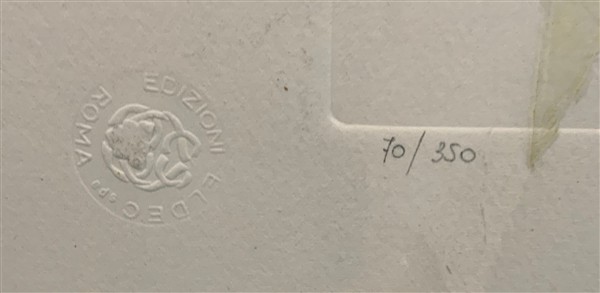 EDIZIONI ELDEC SPA ROMA
70/350